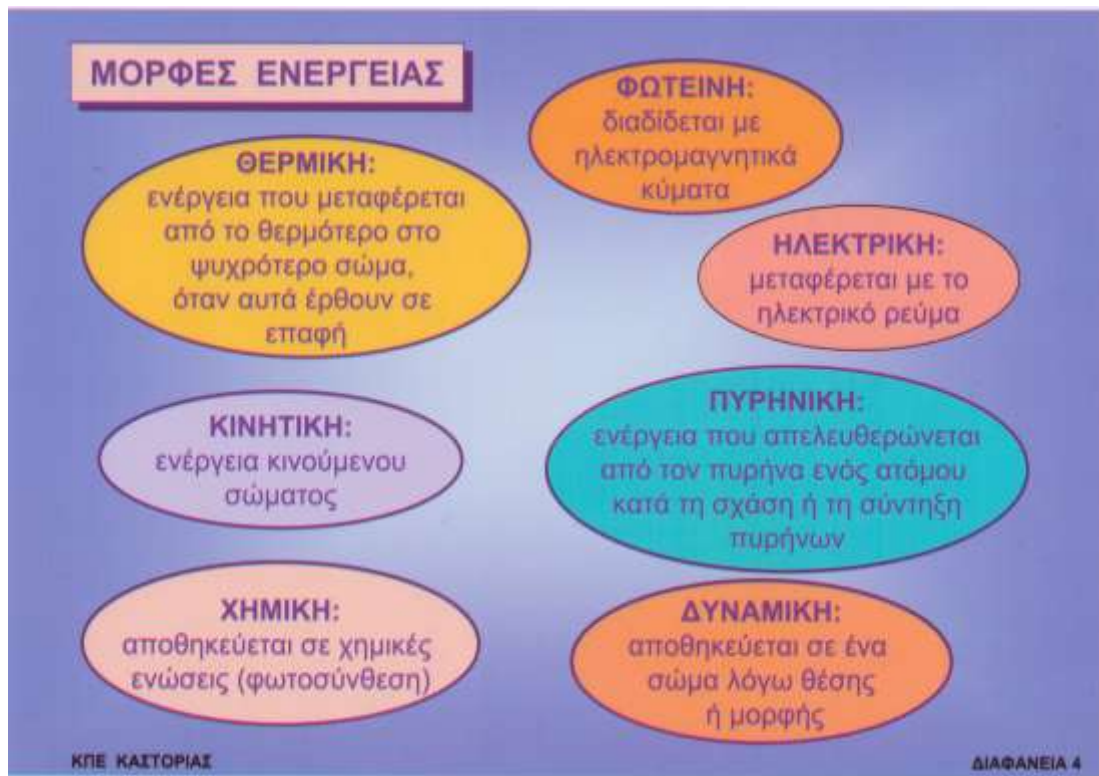 ΜΟΡΦΕΣ ΕΝΕΡΓΕΙΑΣ
ΦΩΤΕΙΝΗ:
διαδίδεται με
ηλεκτρομαγνητικά
κύματα
ΘΕΡΜΙΚΗ:
ενέργεια που μεταφέρεται
από το θερμότερο στο
ψυχρότερο σώμα,
όταν αυτά έρθουν σε
επαφή
ΗΛΕΚΤΡΙΚΗ:
μεταφέρεται με το
ηλεκτρικό ρεύμα
ΚΙΝΗΤΙΚΗ:
ενέργεια κινούμενου
σώματος
ΠΥΡΗΝΙΚΗ:
ενέργεια που απελευθερώνεται
από τον πυρήνα ενός ατόμου
κατά τη σχάση ή τη σύντηξη
πυρήνων
ΧΗΜΙΚΗ:
αποθηκεύεται σε χημικές
ενώσεις (φωτοσύνθεση)
ΔΥΝΑΜΙΚΗ:
αποθηκεύεται σε ένα
σώμα λόγω θέσης
ή μορφής
ΚΠΕ ΚΑΣΤΟΡΙΑΣ
ΔΙΑΦΑΝΕΙΑ 4